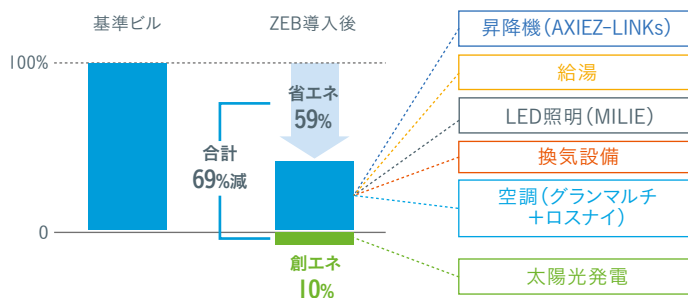 基準ビル
ZEB導入後
100%
0
省エネ
59%
合計
69%減
創エネ
10%
昇降機(AXIEZ-LINKs)
給湯
LED照明(MILIE)
換気設備
空調(グランマルチ
+ロスナイ)
太陽光発電